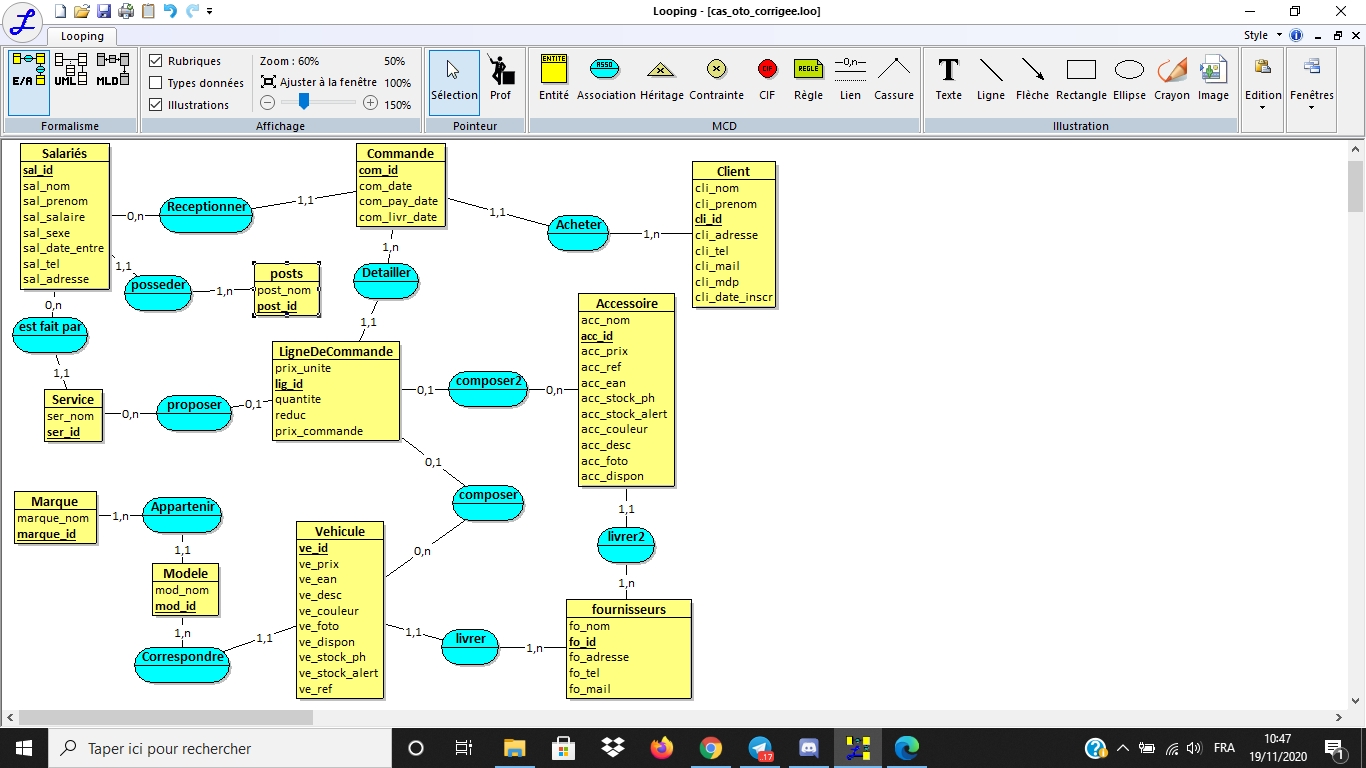 Looping - [cas_oto_corrigee.loo]
Looping
Style
E/R UML MLD
Formalisme
Rubriques
Types données
Illustrations
Zoom : 60%
50%
Ajuster à la fenêtre
100%
150%
Affichage
Sélection Prof
Pointeur
ENTITÉ ASSO RÈGLE —0,n—
Entité Association Héritage Contrainte CIF Règle Lien Cassure
MCD
Texte Ligne Flèche Rectangle Ellipse Crayon Image
Illustration
Edition
Fenêtres
Salariés
sal_id
sal_nom
sal_prenom
sal_salaire
sal_sexe
sal_date_entre
sal_tel
sal_adresse
0,n
Receptionner
1,1
Commande
com_id
com_date
com_pay_date
com_livr_date
1,1
Acheter
1,n
Client
cli_nom
cli_prenom
cli_id
cli_adresse
cli_tel
cli_mail
cli_mdp
cli_date_inscr
1,1
posseder
1,n
posts
post_nom
post_id
1,n
Detailler
1,1
0,n
est fait par
1,1
Service
ser_nom
ser_id
0,n
proposer
0,1
LigneDeCommande
prix_unite
lig_id
quantite
reduc
prix_commande
0,1
composer2
0,n
Accessoire
acc_nom
acc_id
acc_prix
acc_ref
acc_ean
acc_stock_ph
acc_stock_alert
acc_couleur
acc_desc
acc_foto
acc_dispon
0,1
composer
0,n
1,1
livrer2
1,n
Marque
marque_nom
marque_id
1,n
Appartenir
1,1
Modele
mod_nom
mod_id
1,n
Correspondre
1,1
Vehicule
ve_id
ve_prix
ve_ean
ve_desc
ve_couleur
ve_foto
ve_dispon
ve_stock_ph
ve_stock_alert
ve_ref
1,1
livrer
1,n
fournisseurs
fo_nom
fo_id
fo_adresse
fo_tel
fo_mail
Taper ici pour rechercher
..17
FRA
10:47
19/11/2020
1